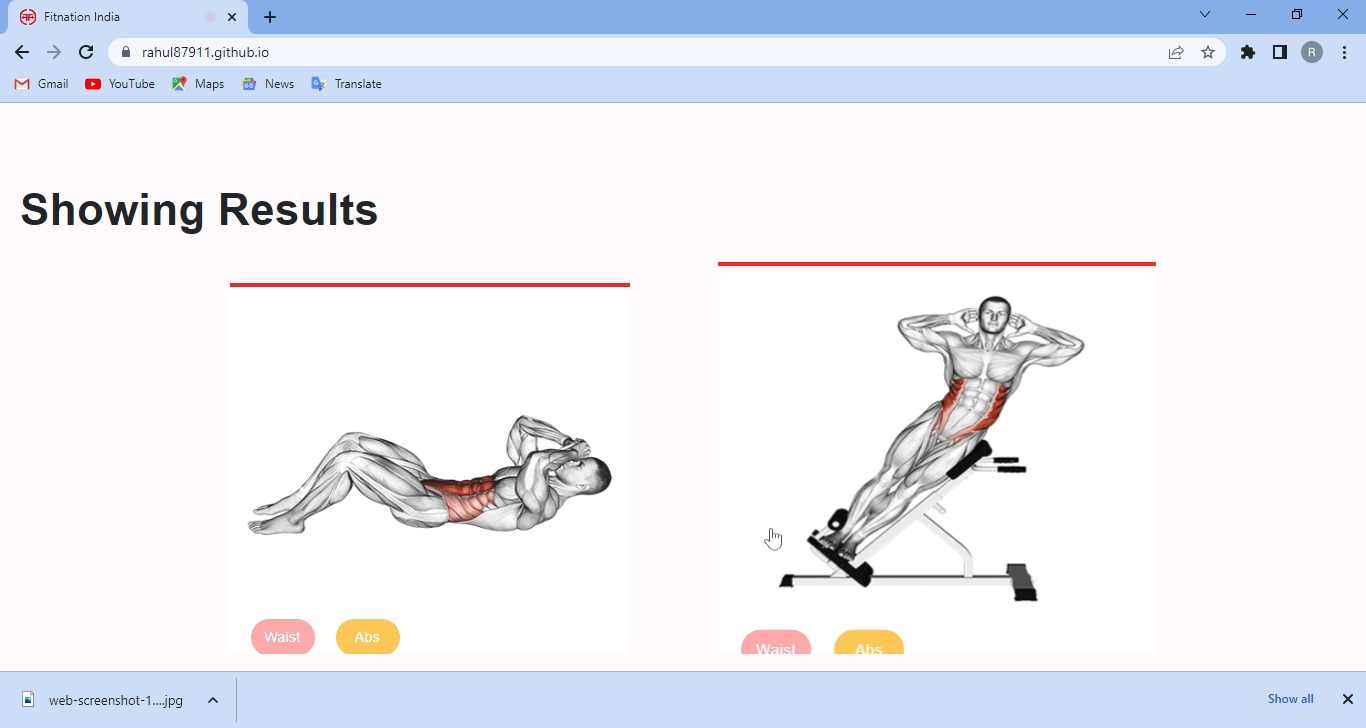 Fitnation India
rahul87911.github.io
R
Gmail YouTube Maps News Translate
Showing Results
Waist Abs
Waist Abs
web-screenshot-1....jpg
Show all